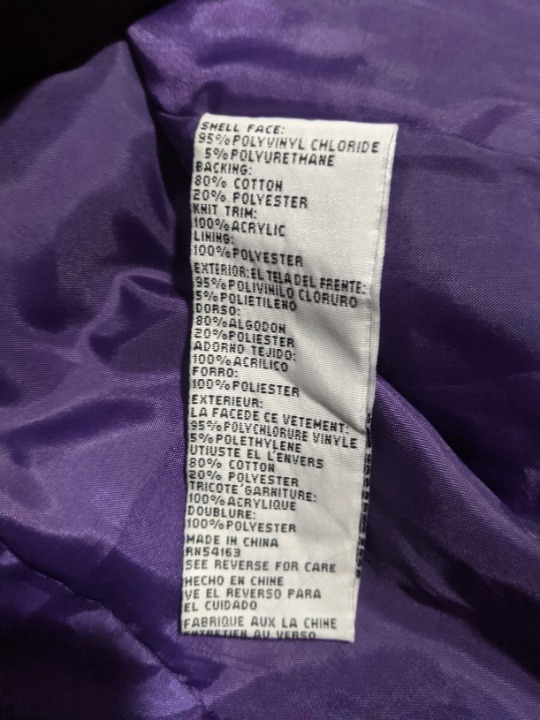 SHELL FACE:
95%POLYVINYL CHLORIDE
5%POLYURETHANE
BACKING:
80% COTTON
20% POLYESTER
KNIT TRIM:
100%ACRYLIC
LINING:
100%POLYESTER
EXTERIOR:EL TELA DEL FRENTE:
95%POLIVINILO CLORURO
5%POLIETILENO
DORSO:
80%ALGODON
20%POLIESTER
ADORNO TEJIDO:
100%ACRILICO
FORRO:
100%POLIESTER
EXTERIEUR:
LA FACEDE CE VETEMENT:
95%POLYCHLORURE VINYLE
5%POLETHYLENE
UTIUSTE EL L'ENVERS
80% COTTON
20% POLYESTER
TRICOTE'GARNITURE:
100%ACRYLIQUE
DOUBLURE:
100%POLYESTER
MADE IN CHINA
RN54163
SEE REVERSE FOR CARE
HECHO EN CHINE
VE EL REVERSO PARA
EL CUIDADO
FABRIQUE AUX LA CHINE
ENTRETIEN AU VERSO